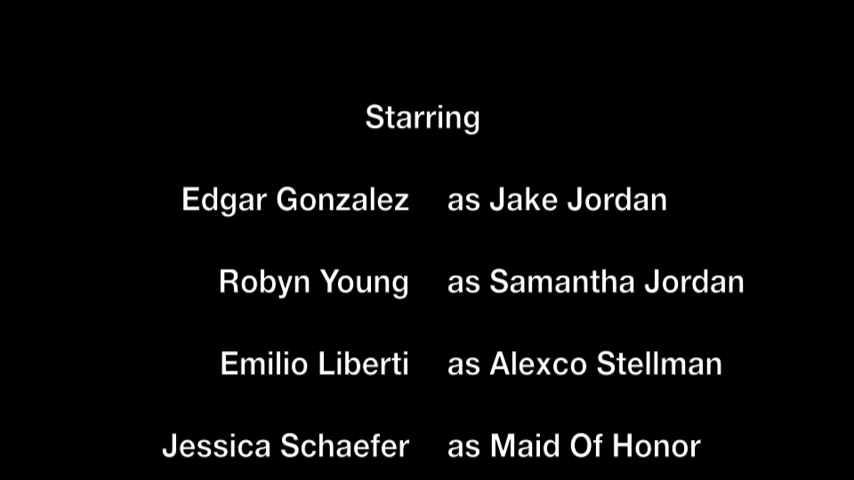 Starring
Edgar Gonzalez as Jake Jordan
Robyn Young as Samantha Jordan
Emilio Liberti as Alexco Stellman
Jessica Schaefer as Maid Of Honor